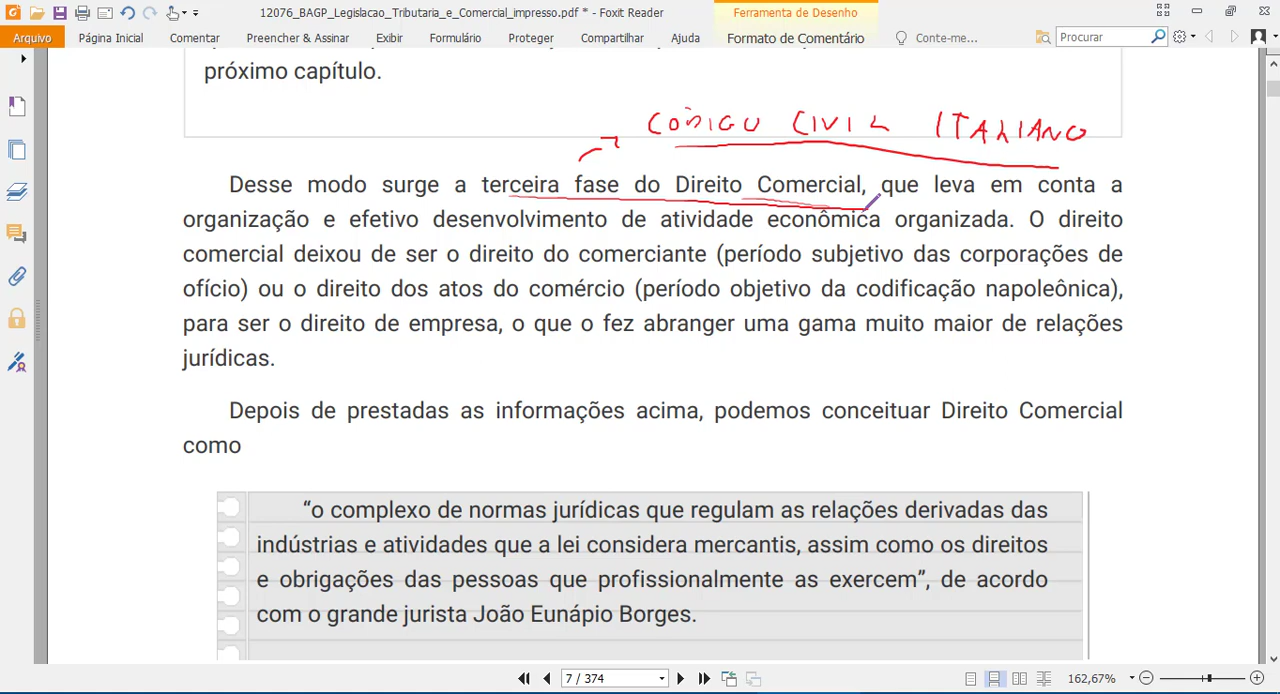 12076_BAGP_Legislacao_Tributaria_e_Comercial_impresso.pdf * - Foxit Reader
Ferramenta de Desenho
Arquivo Página Inicial Comentar Preencher & Assinar Exibir Formulário Proteger Compartilhar Ajuda Formato de Comentário Conte-me... Procurar
próximo capítulo.
CÓDIGO CIVIL ITALIANO
Desse modo surge a terceira fase do Direito Comercial, que leva em conta a
organização e efetivo desenvolvimento de atividade econômica organizada. O direito
comercial deixou de ser o direito do comerciante (período subjetivo das corporações de
ofício) ou o direito dos atos do comércio (período objetivo da codificação napoleônica),
para ser o direito de empresa, o que o fez abranger uma gama muito maior de relações
jurídicas.
Depois de prestadas as informações acima, podemos conceituar Direito Comercial
como
“o complexo de normas jurídicas que regulam as relações derivadas das
indústrias e atividades que a lei considera mercantis, assim como os direitos
e obrigações das pessoas que profissionalmente as exercem”, de acordo
com o grande jurista João Eunápio Borges.
7 / 374 162,67%